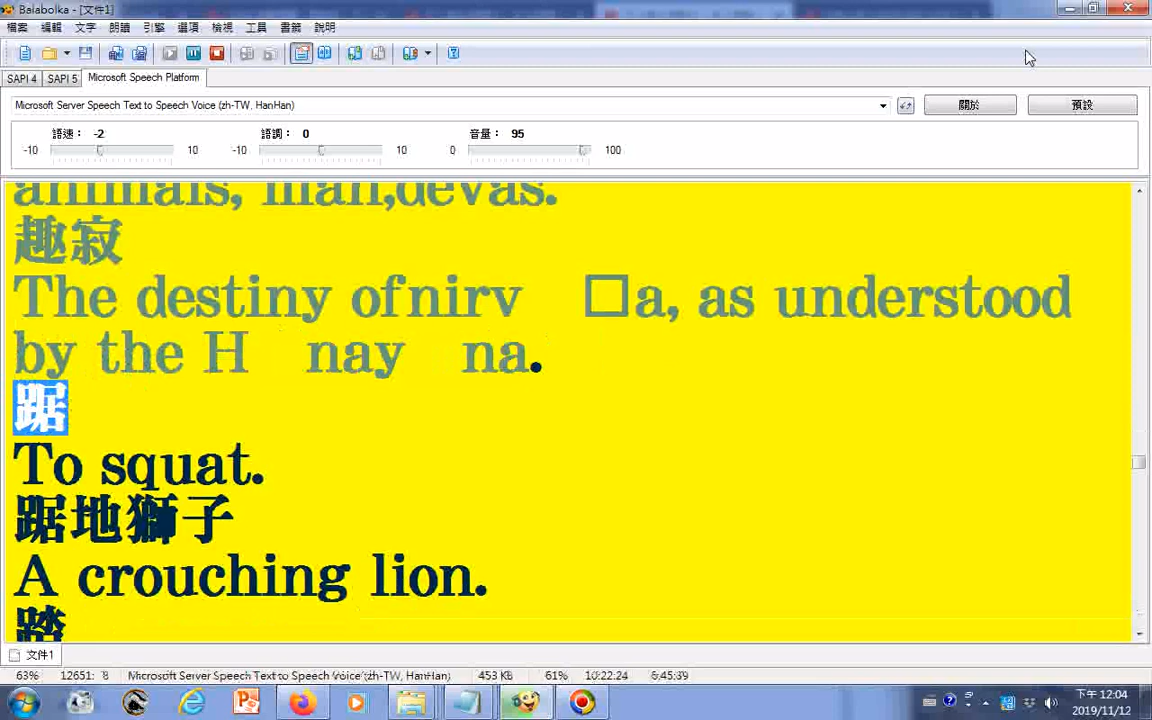 Balabolka - [文件1]
檔案 編輯 文字 朗讀 引擎 選項 檢視 工具 書籤 說明
SAPI 4 SAPI 5 Microsoft Speech Platform
Microsoft Server Speech Text to Speech Voice (zh-TW, HanHan) 關於 預設
語速： -2 語調： 0 音量： 95
-10 10 -10 10 0 100
animals, man,devas.
趣寂
The destiny ofnirv □a, as understood
by the H nay na.
踞
To squat.
踞地獅子
A crouching lion.
踏
文件1
63% 12651: 8 Microsoft Server Speech Text to Speech Voice (zh-TW, HanHan) 453 KB 61% 10:22:24 6:45:39
下午 12:04
2019/11/12